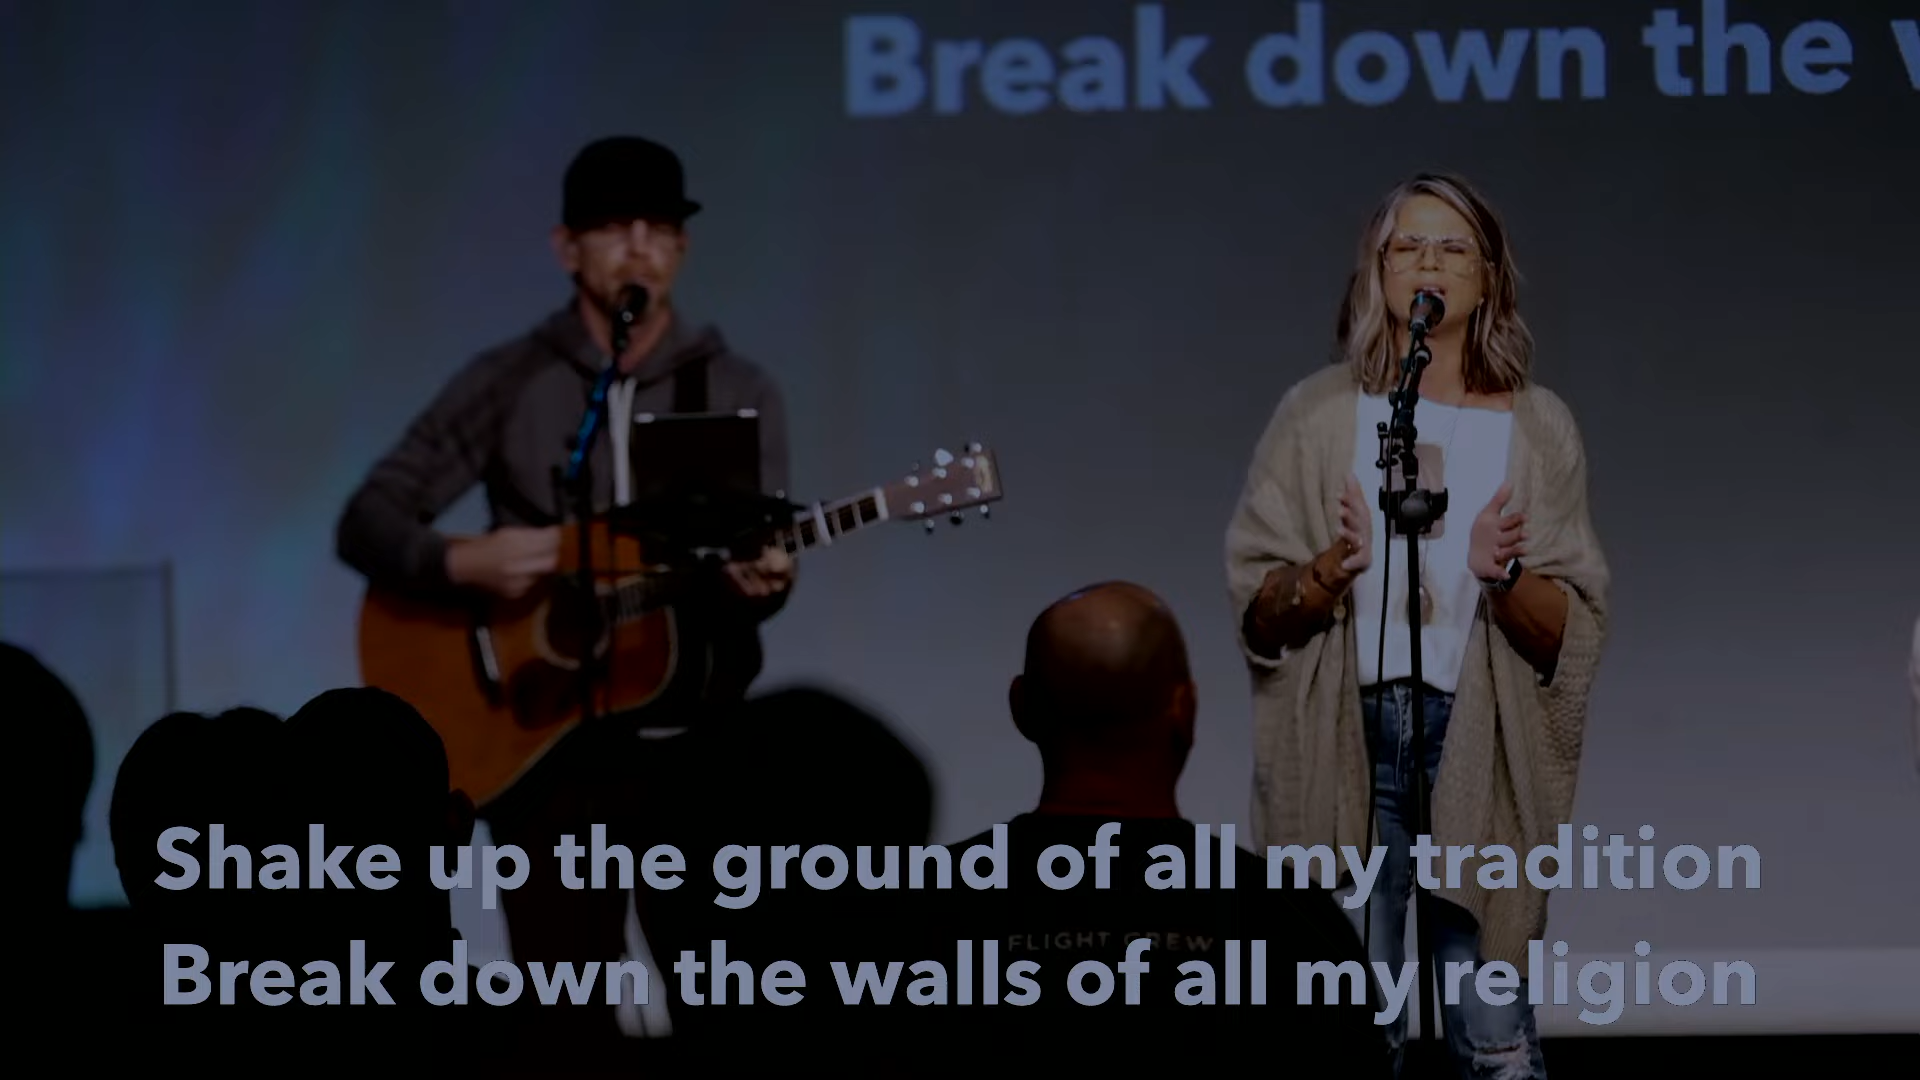 Break down the
FLIGHT CREW
Shake up the ground of all my tradition
Break down the walls of all my religion